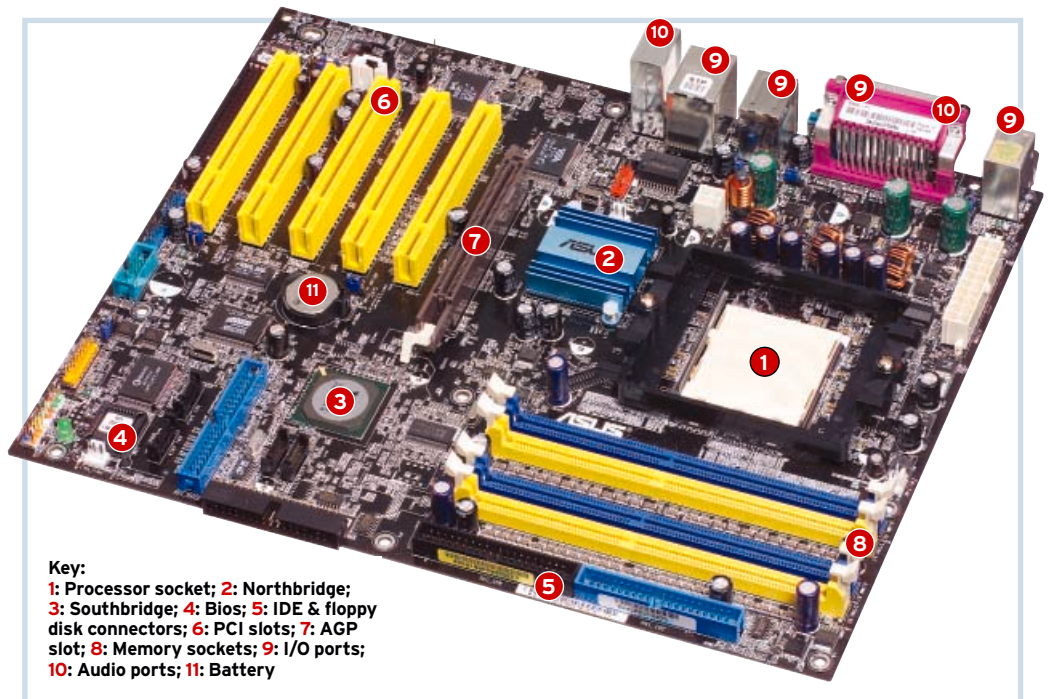 10
9
9
9
10
9
6
7
2
ASUS
11
1
3
4
ASUS
8
5
Key:
1: Processor socket; 2: Northbridge;
3: Southbridge; 4: Bios; 5: IDE & floppy
disk connectors; 6: PCI slots; 7: AGP
slot; 8: Memory sockets; 9: I/O ports;
10: Audio ports; 11: Battery